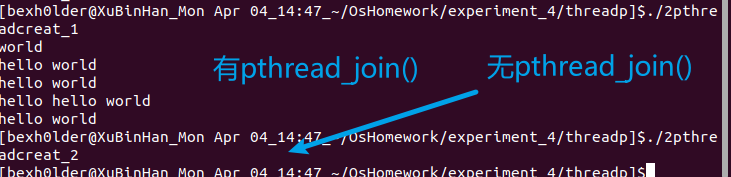 [bexh0lder@XuBinHan_Mon Apr 04_14:47_~/OsHomework/experiment_4/threadp]$./2pthre
adcreat_1
world
hello world
hello world
hello hello world
hello world
有pthread_join()
无pthread_join()
[bexh0lder@XuBinHan_Mon Apr 04_14:47_~/OsHomework/experiment_4/threadp]$./2pthre
adcreat_2
[bexh0lder@XuBinHan_Mon Apr 04_14:47_~/OsHomework/experiment_4/threadp]$